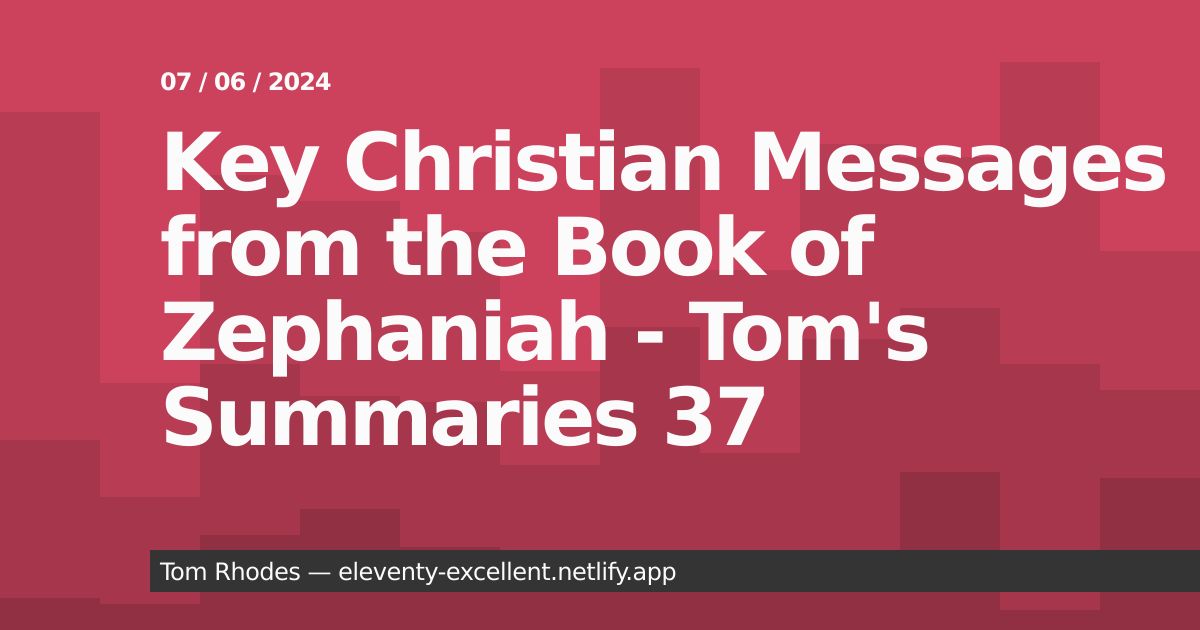 07 / 06 / 2024
Key Christian Messages
from the Book of
Zephaniah - Tom's
Summaries 37
Tom Rhodes — eleventy-excellent.netlify.app